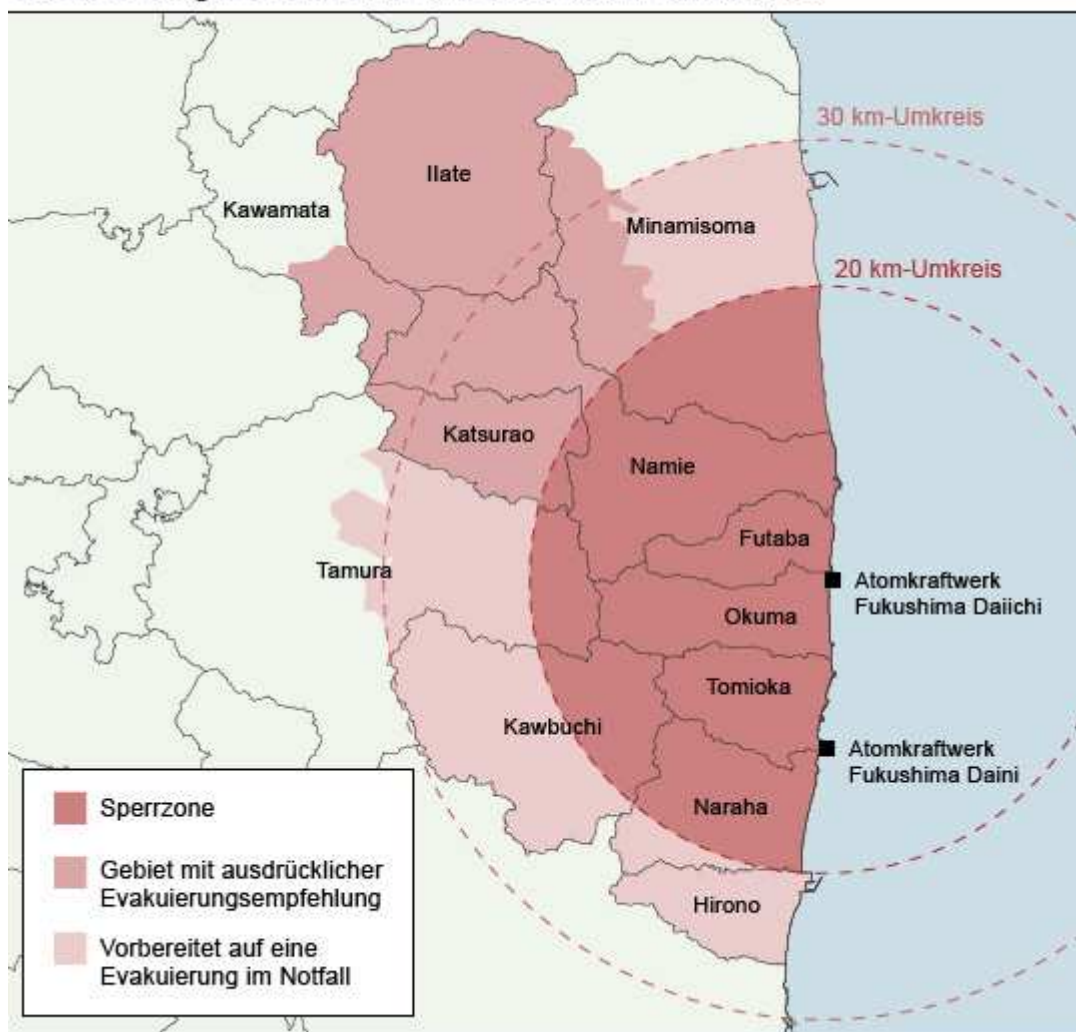 30 km-Umkreis
Ilate
Kawamata
Minamisoma
20 km-Umkreis
Katsurao
Namie
Futaba
Tamura
Atomkraftwerk
Fukushima Daiichi
Okuma
Tomioka
Kawbuchi
Atomkraftwerk
Fukushima Daini
Naraha
Hirono
Sperrzone
Gebiet mit ausdrücklicher
Evakuierungsempfehlung
Vorbereitet auf eine
Evakuierung im Notfall